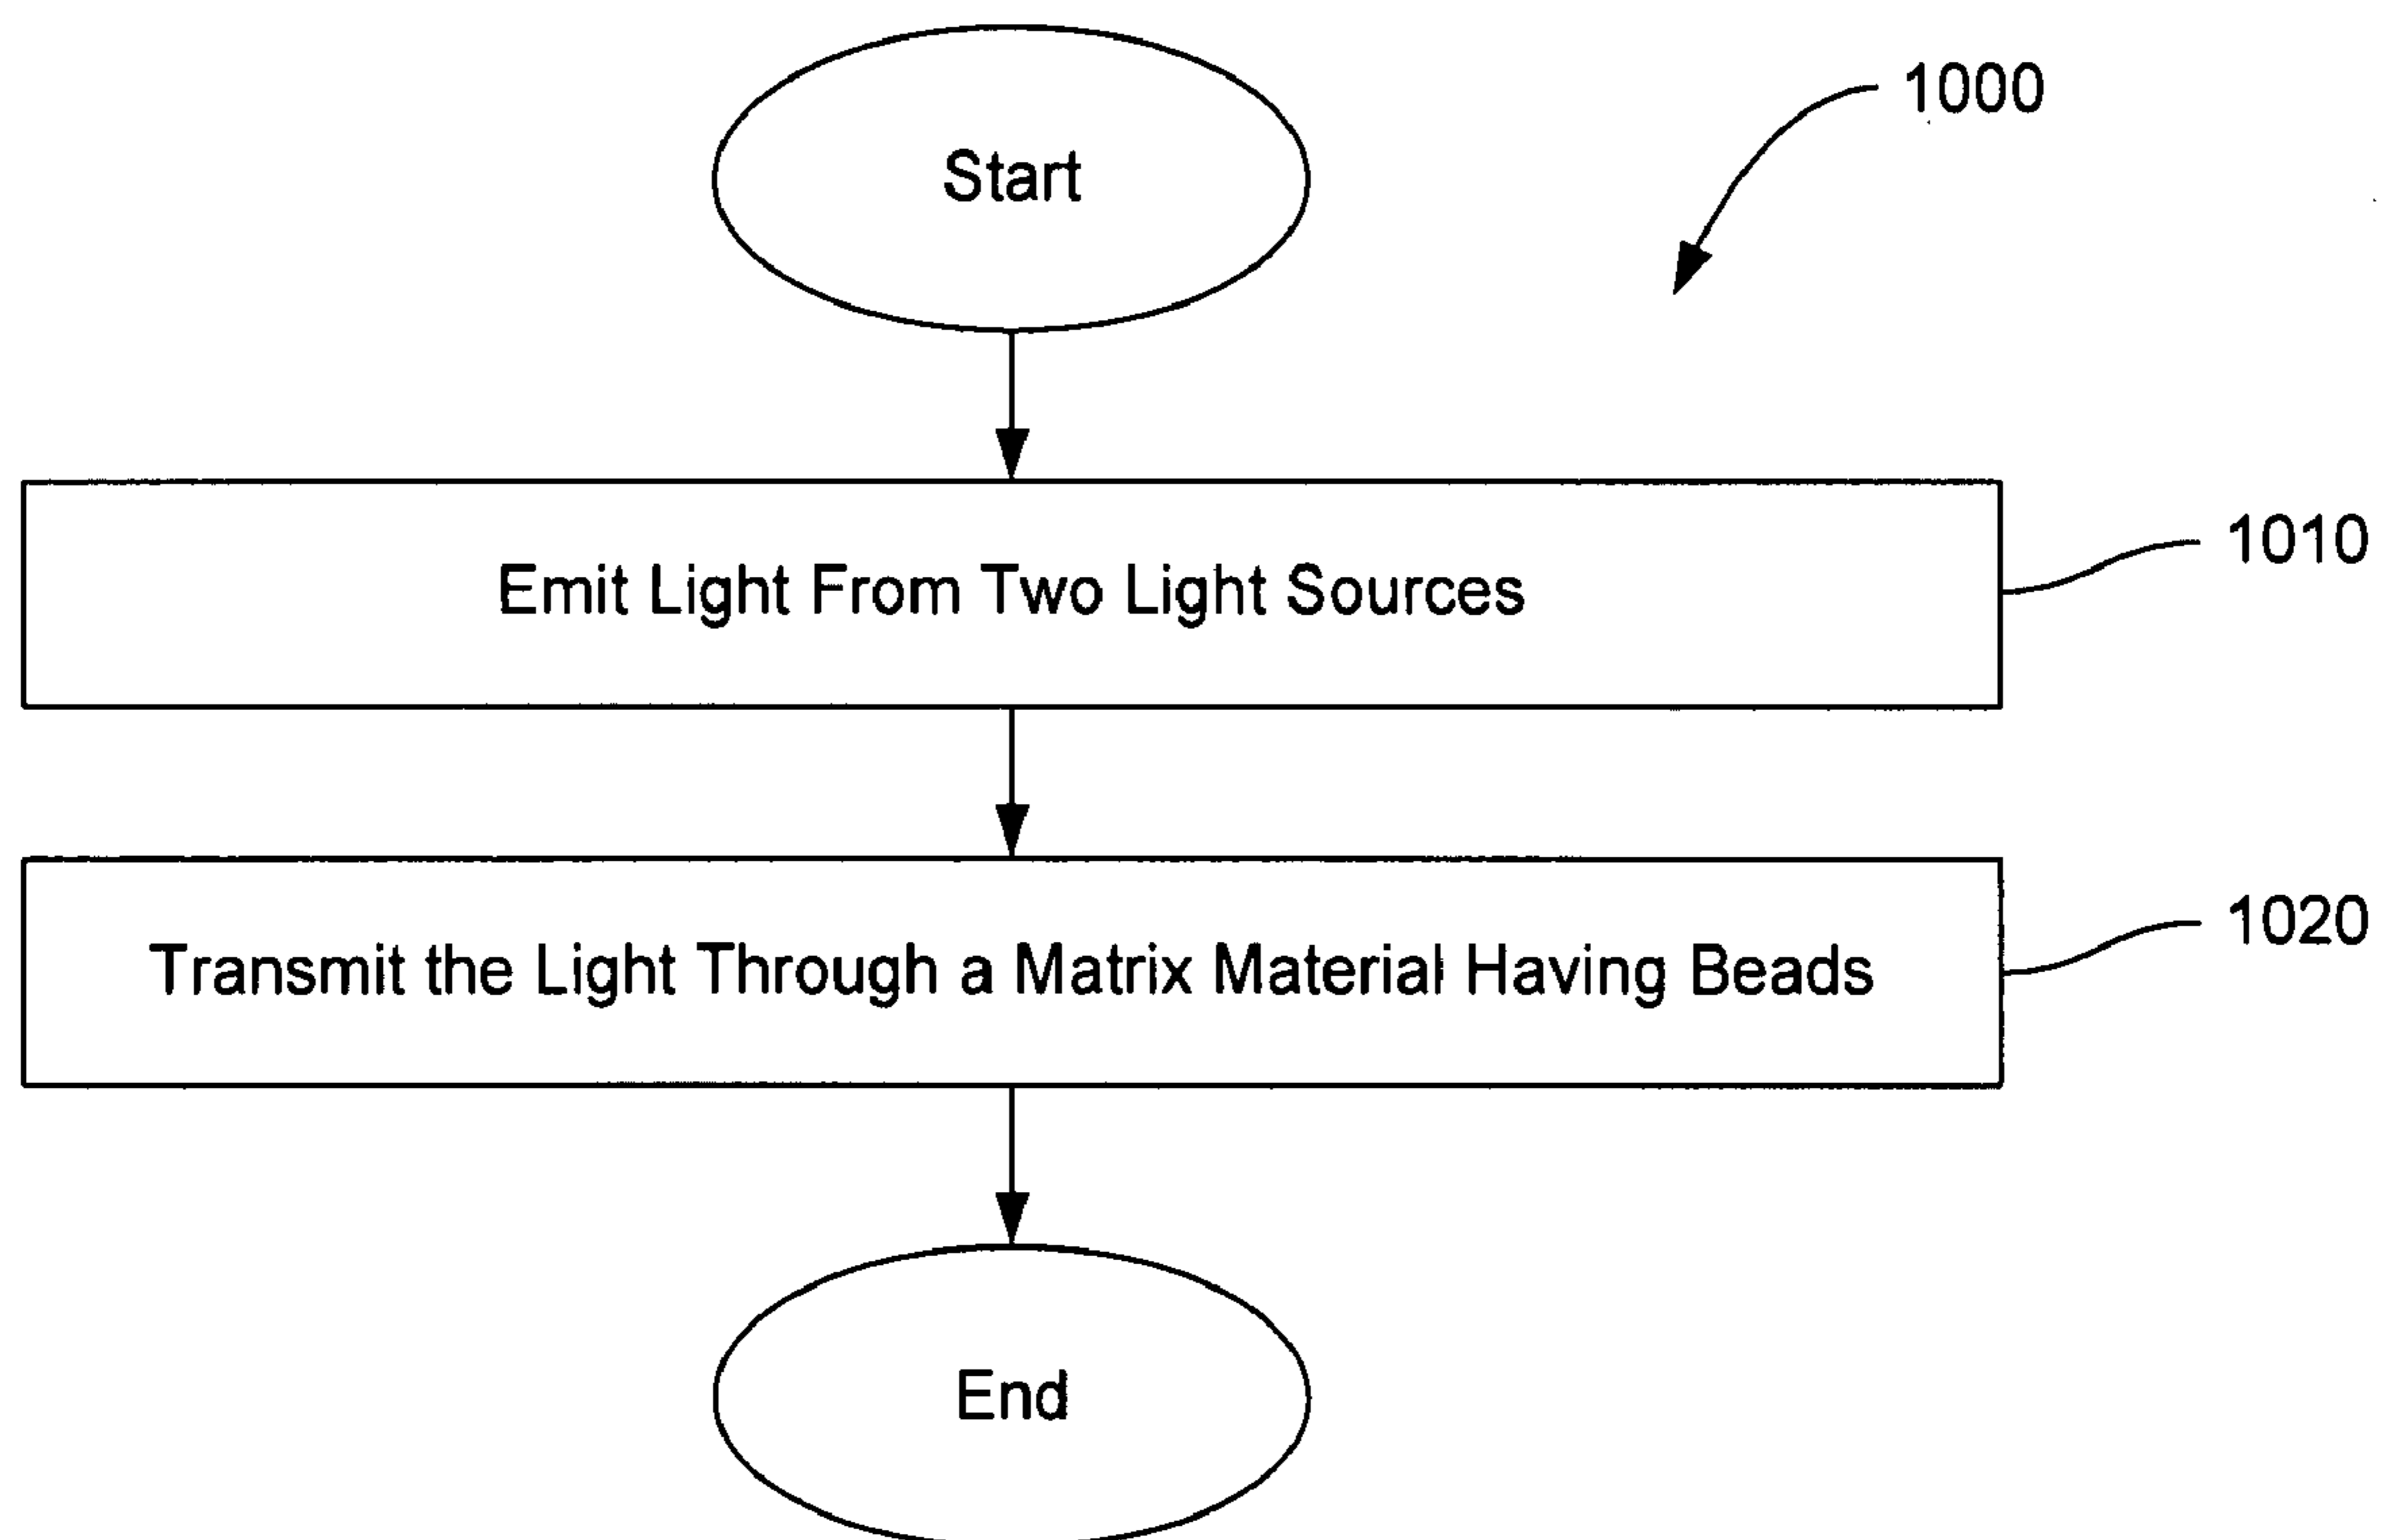 1000
Start
Emit Light From Two Light Sources
1010
Transmit the Light Through a Matrix Material Having Beads
1020
End